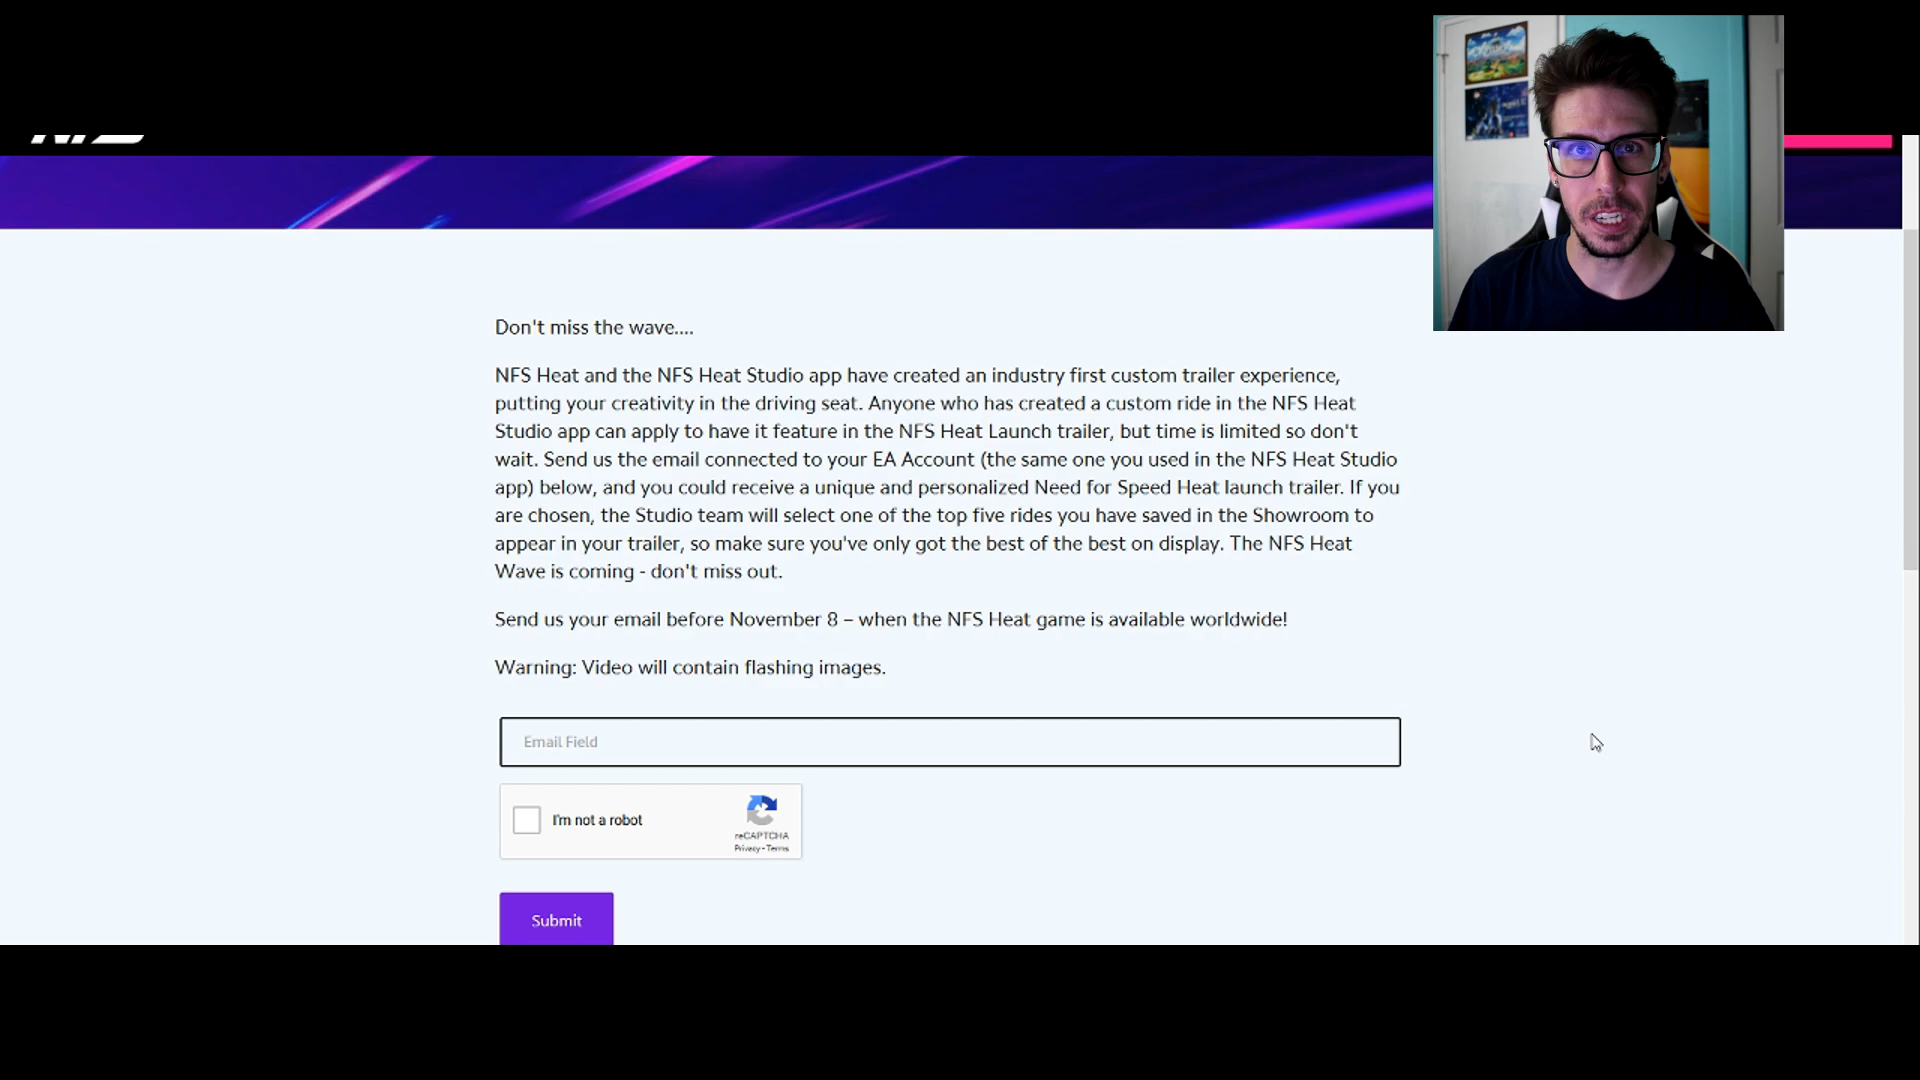 Don't miss the wave....
NFS Heat and the NFS Heat Studio app have created an industry first custom trailer experience,
putting your creativity in the driving seat. Anyone who has created a custom ride in the NFS Heat
Studio app can apply to have it feature in the NFS Heat Launch trailer, but time is limited so don't
wait. Send us the email connected to your EA Account (the same one you used in the NFS Heat Studio
app) below, and you could receive a unique and personalized Need for Speed Heat launch trailer. If you
are chosen, the Studio team will select one of the top five rides you have saved in the Showroom to
appear in your trailer, so make sure you've only got the best of the best on display. The NFS Heat
Wave is coming - don't miss out.
Send us your email before November 8 – when the NFS Heat game is available worldwide!
Warning: Video will contain flashing images.
Email Field
I'm not a robot
reCAPTCHA
Privacy - Terms
Submit